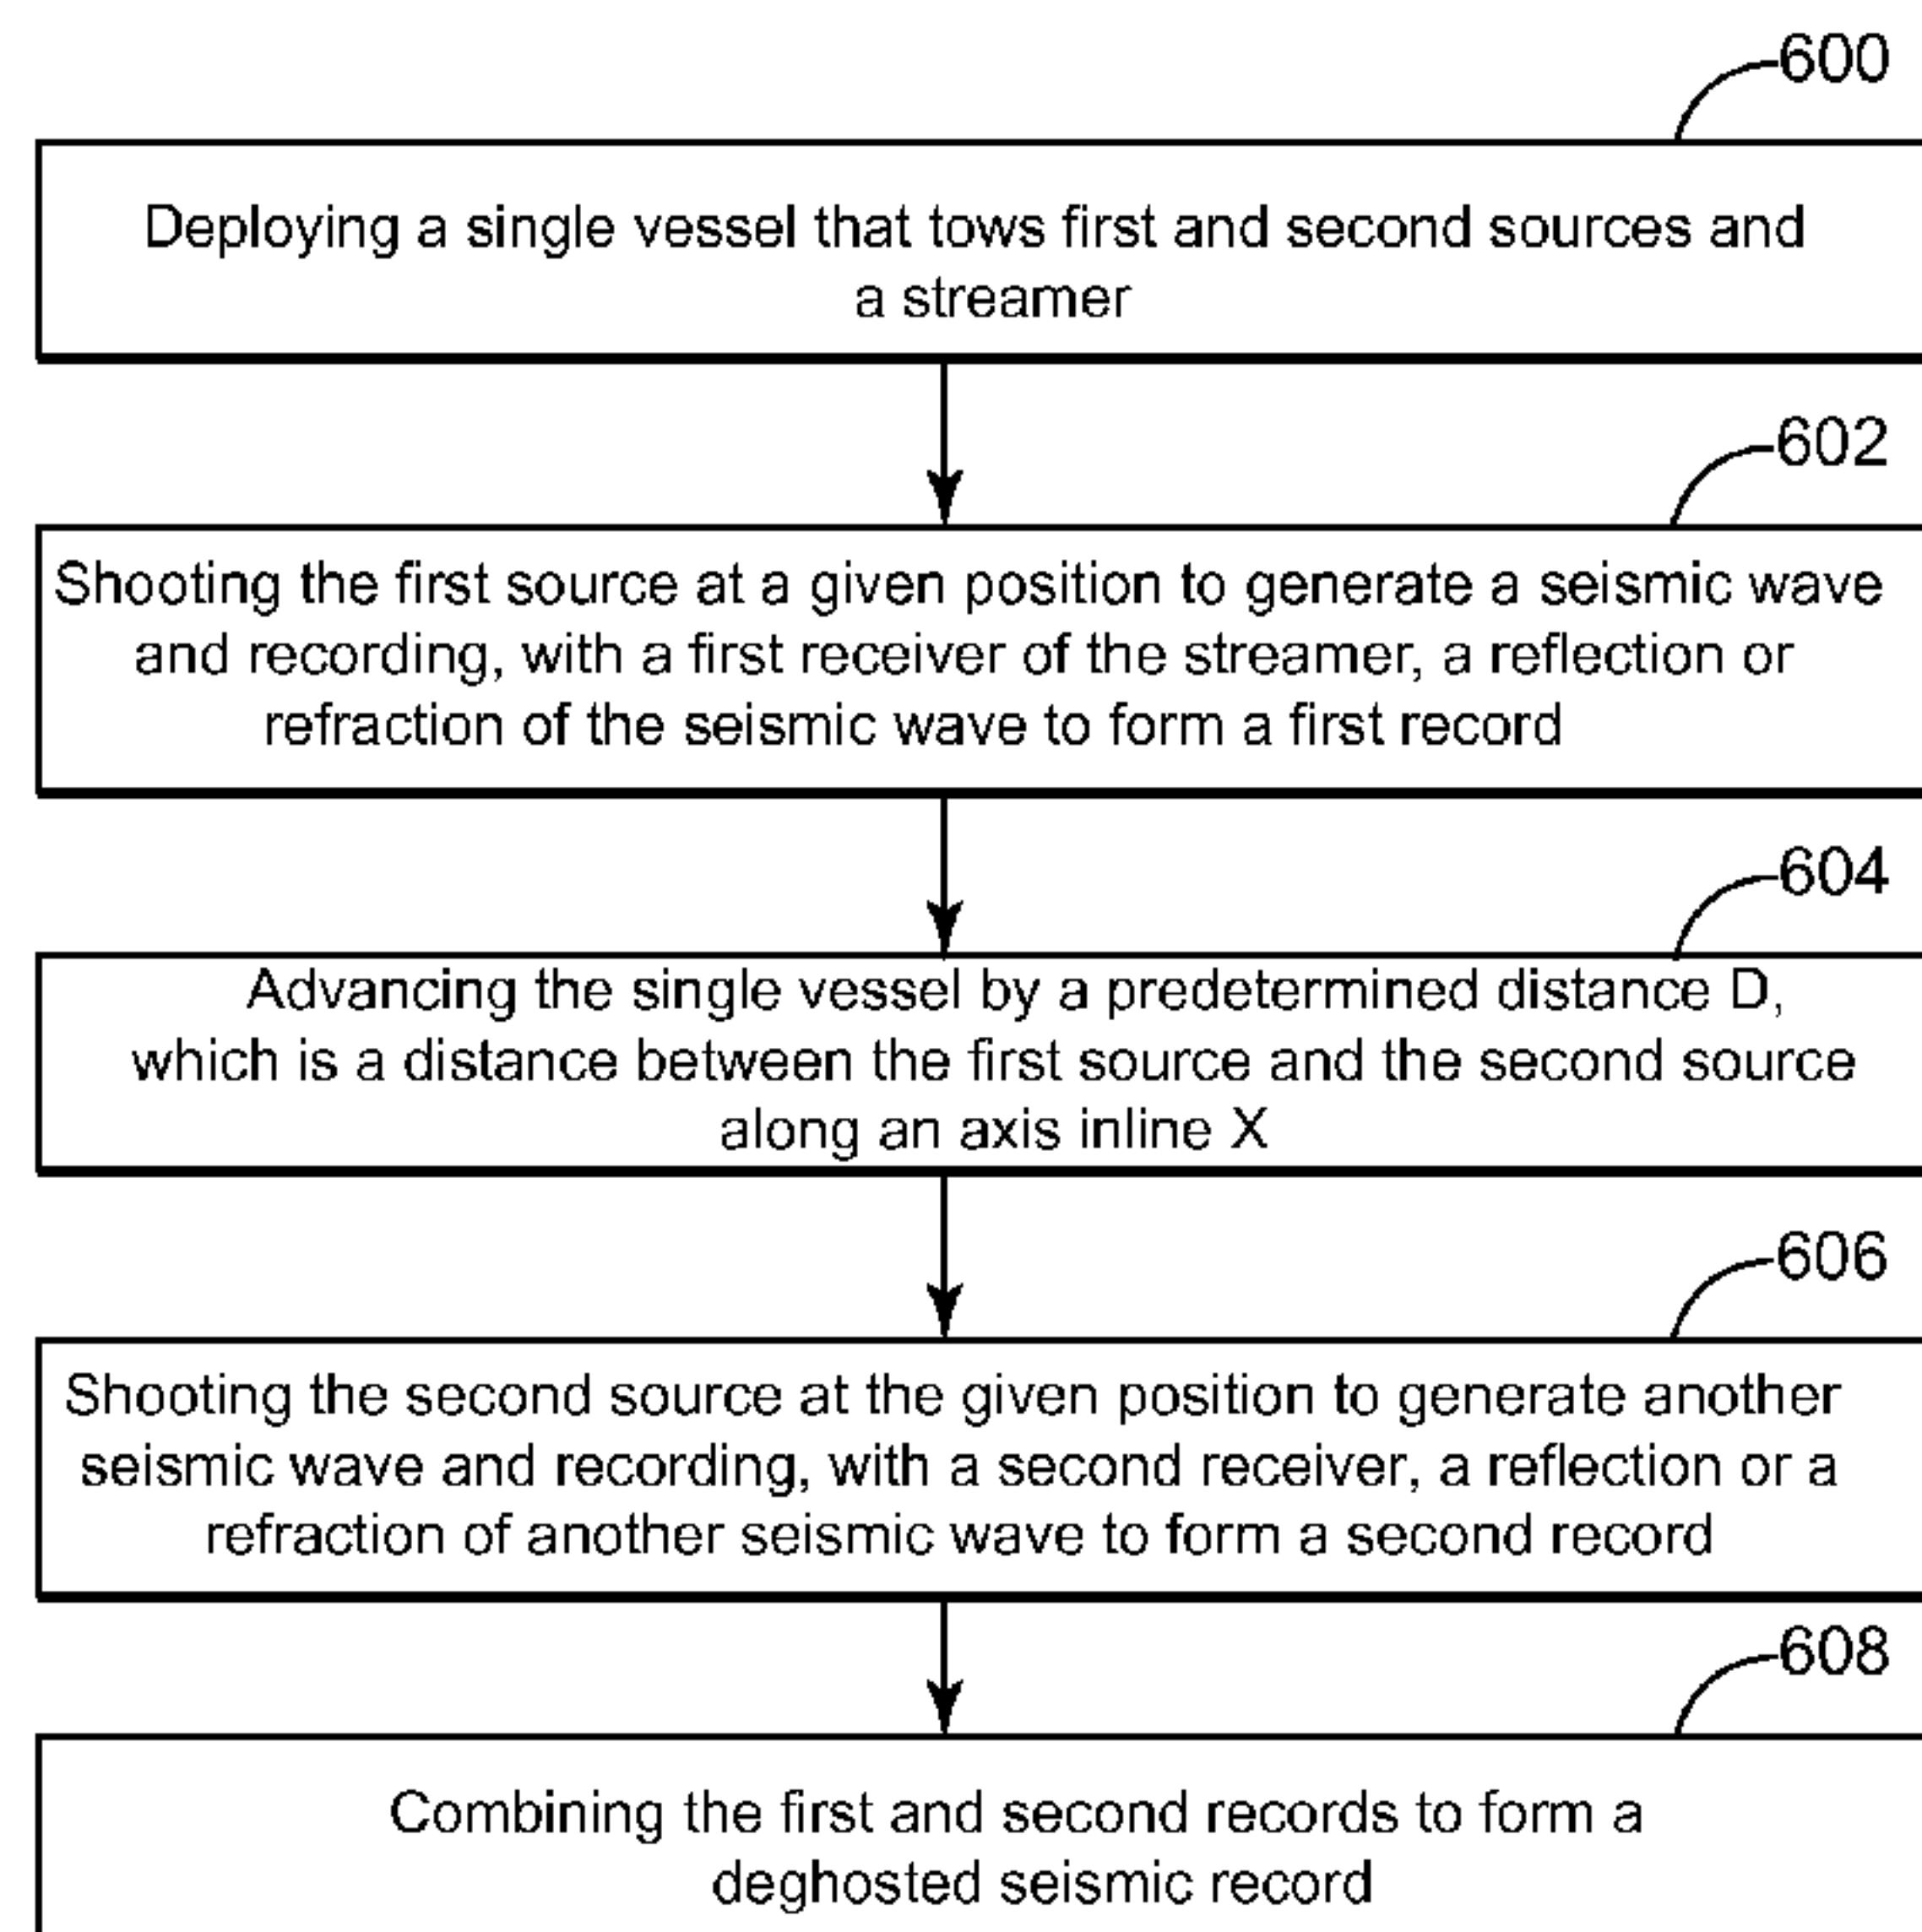 600
Deploying a single vessel that tows first and second sources and
a streamer
602
Shooting the first source at a given position to generate a seismic wave
and recording, with a first receiver of the streamer, a reflection or
refraction of the seismic wave to form a first record
604
Advancing the single vessel by a predetermined distance D,
which is a distance between the first source and the second source
along an axis inline X
606
Shooting the second source at the given position to generate another
seismic wave and recording, with a second receiver, a reflection or a
refraction of another seismic wave to form a second record
608
Combining the first and second records to form a
deghosted seismic record